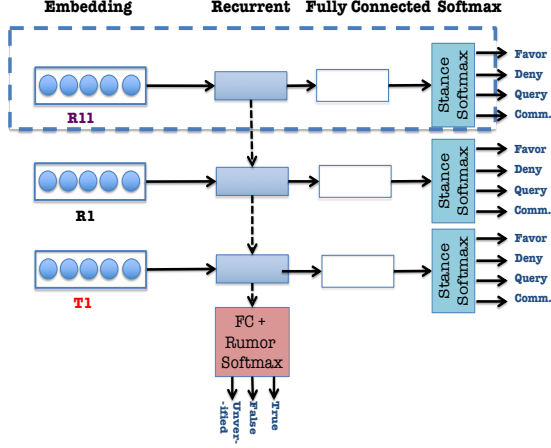 Embedding Recurrent Fully Connected Softmax
R11
Stance Softmax
Favor
Deny
Query
Comm.
R1
Stance Softmax
Favor
Deny
Query
Comm.
T1
Stance Softmax
Favor
Deny
Query
Comm.
FC +
Rumor
Softmax
Unver-
-ified
False
True